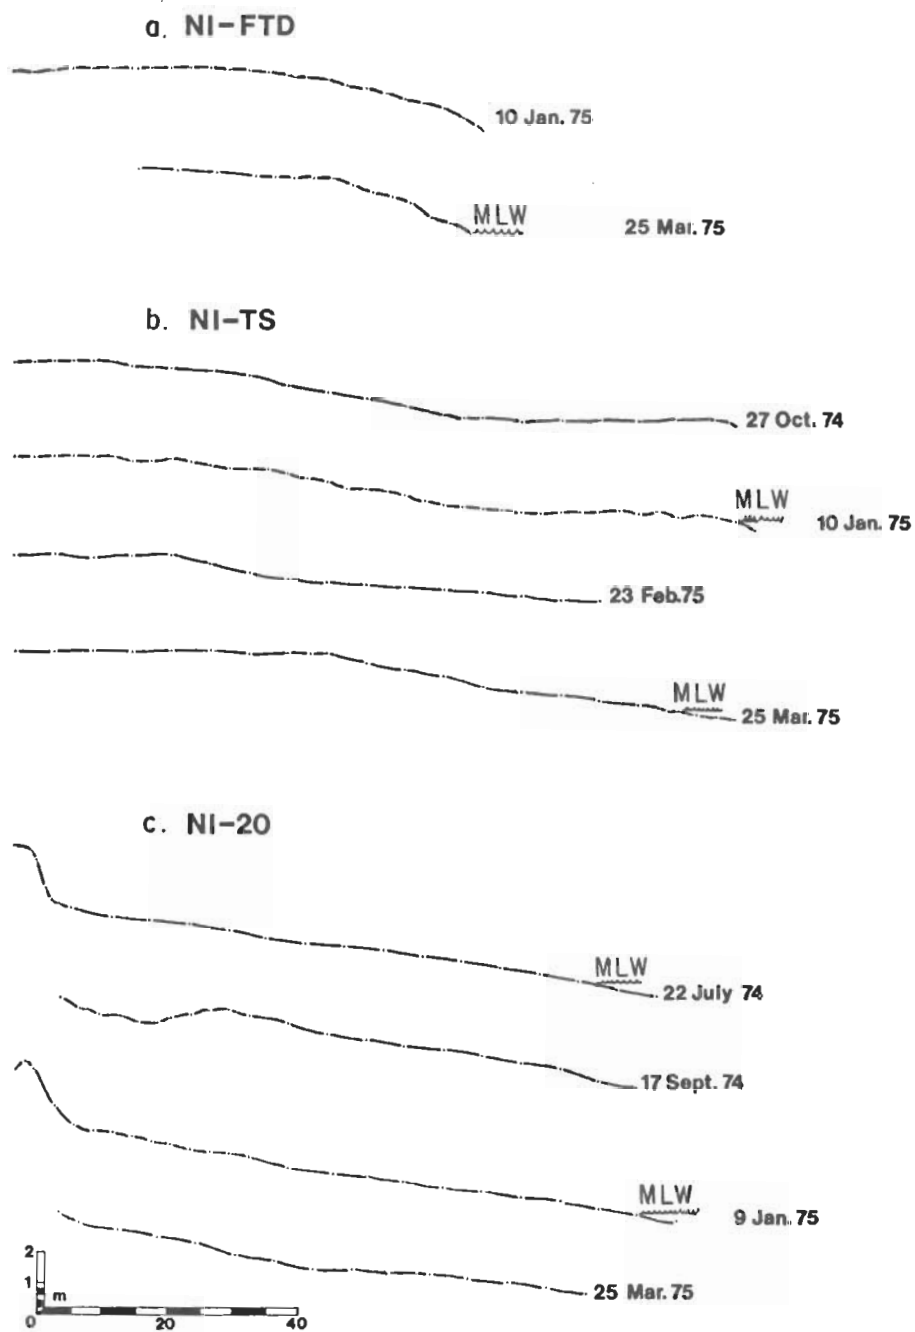 a. NI-FTD
10 Jan. 75
MLW
25 Mar. 75
b. NI-TS
27 Oct. 74
MLW
10 Jan. 75
23 Feb.75
MLW
25 Mar. 75
c. NI-20
MLW
22 July 74
17 Sept. 74
MLW
9 Jan. 75
2
1
m
25 Mar. 75
0 20 40